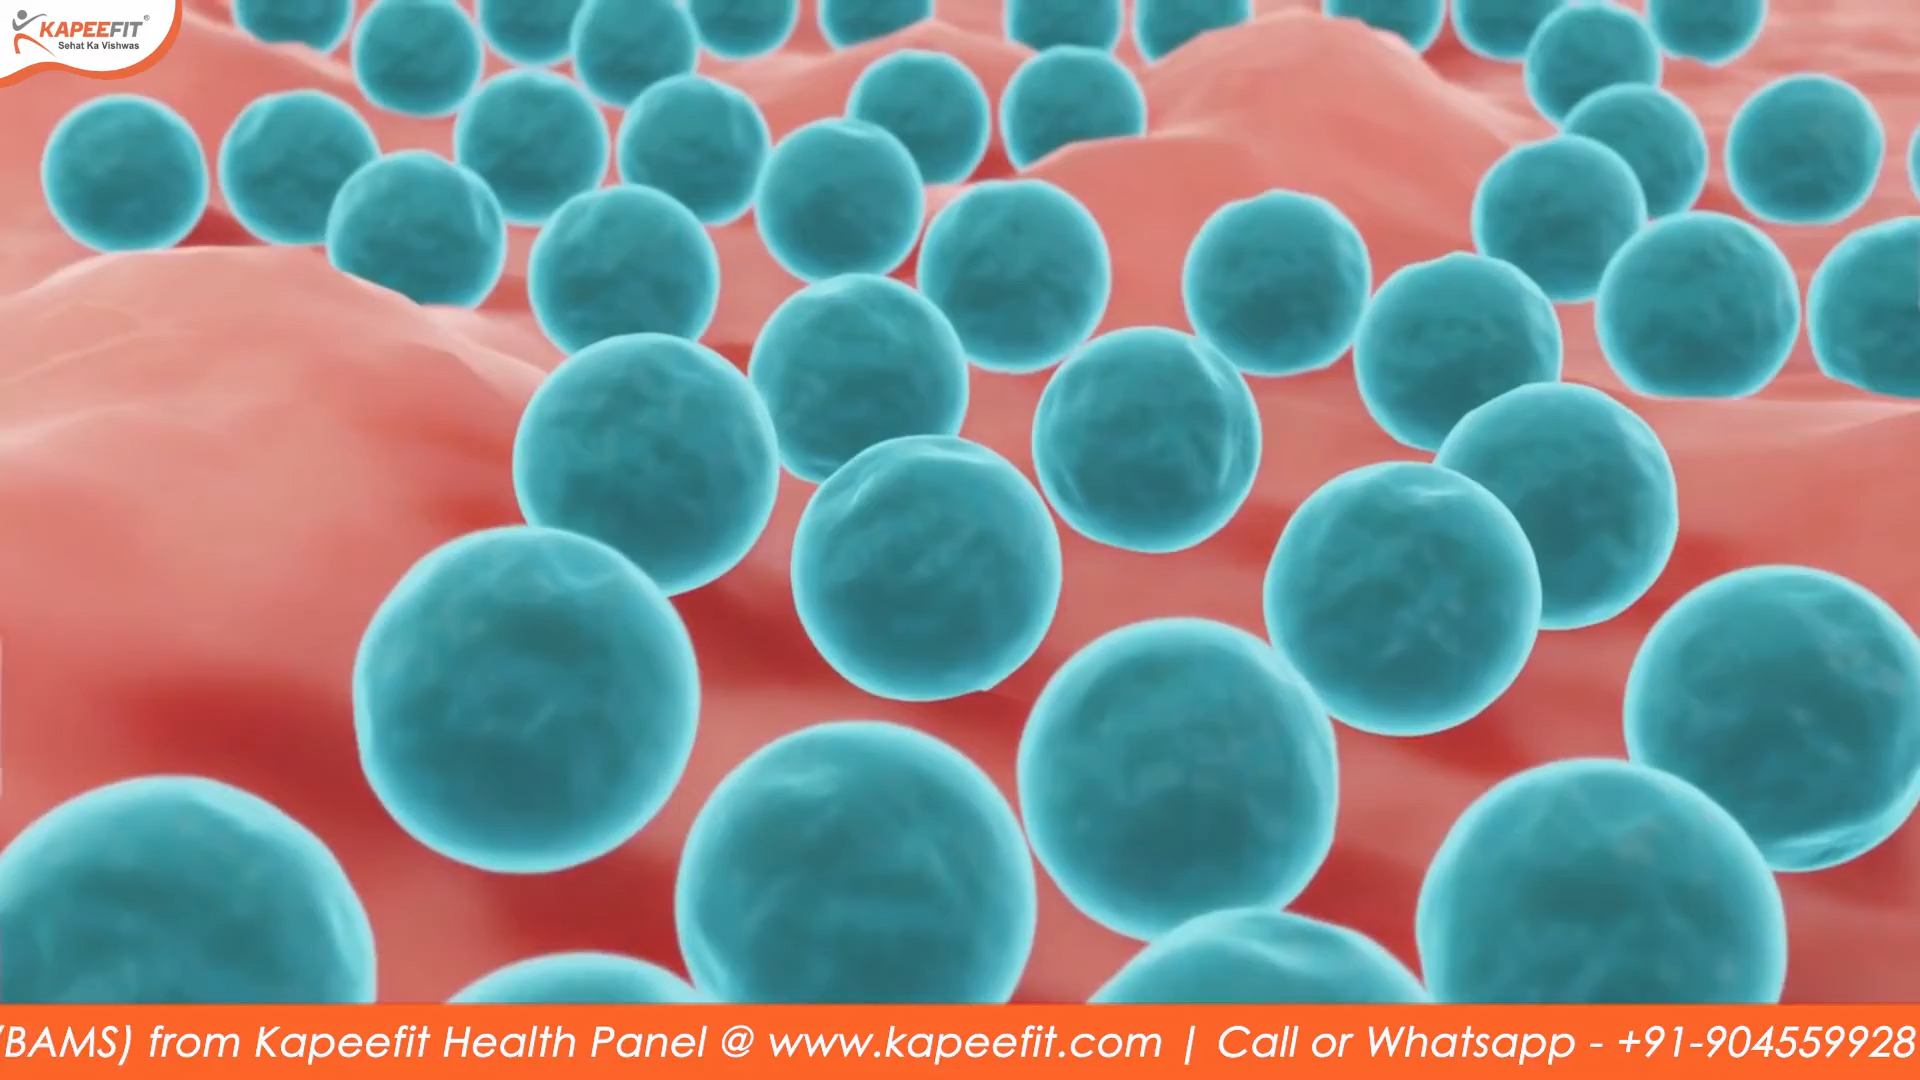 KAPEEFIT®
Sehat Ka Vishwas
(BAMS) from Kapeefit Health Panel @ www.kapeefit.com | Call or Whatsapp - +91-904559928